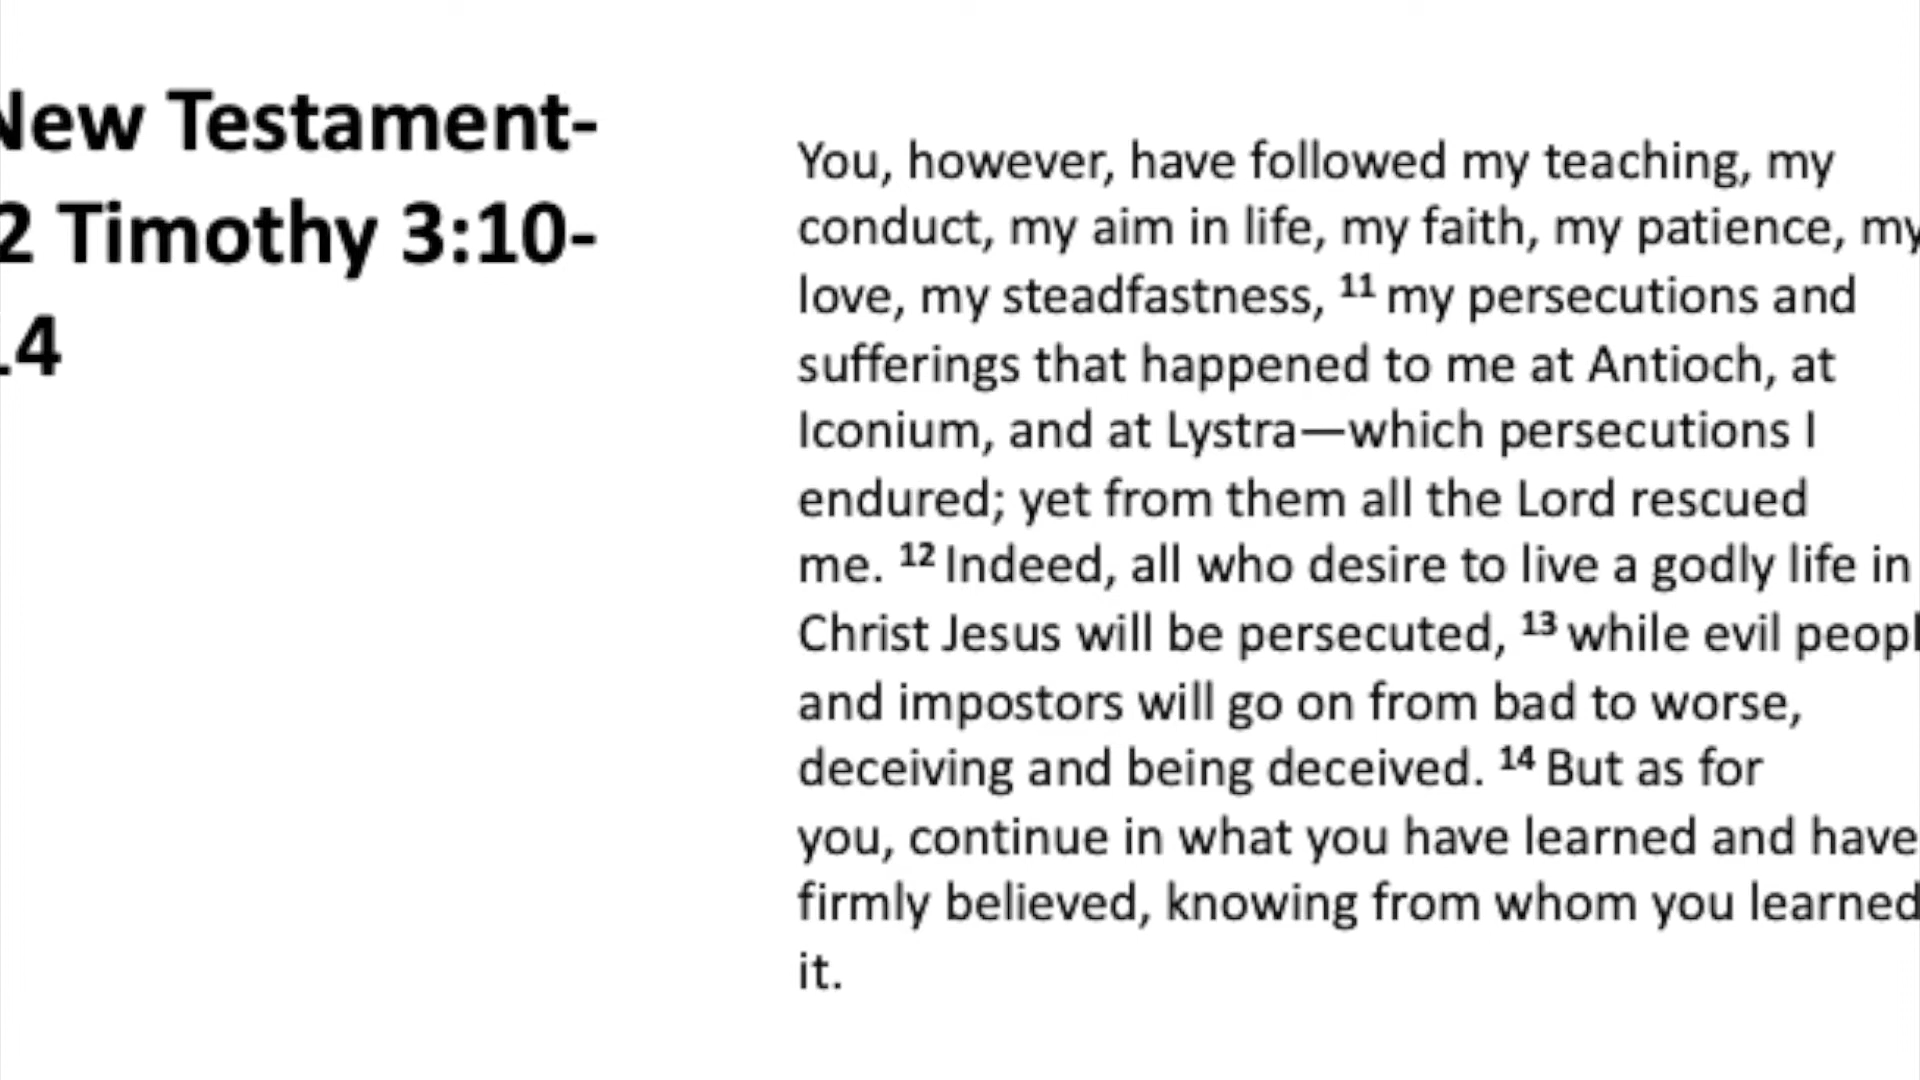 New Testament-
2 Timothy 3:10-
14
You, however, have followed my teaching, my
conduct, my aim in life, my faith, my patience, my
love, my steadfastness, 11 my persecutions and
sufferings that happened to me at Antioch, at
Iconium, and at Lystra—which persecutions I
endured; yet from them all the Lord rescued
me. 12 Indeed, all who desire to live a godly life in
Christ Jesus will be persecuted, 13 while evil peopl
and impostors will go on from bad to worse,
deceiving and being deceived. 14 But as for
you, continue in what you have learned and have
firmly believed, knowing from whom you learned
it.